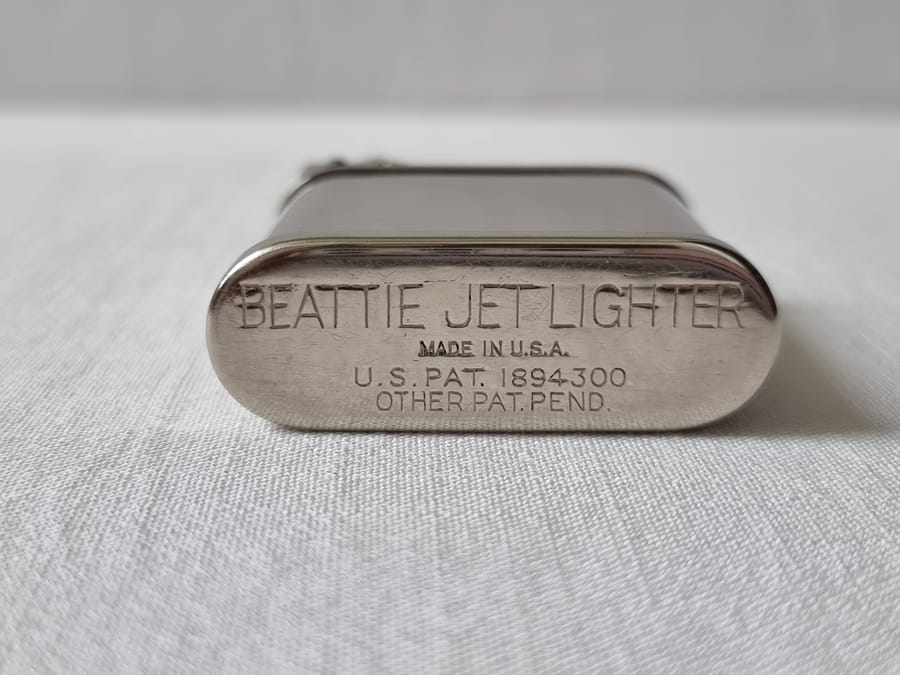 BEATTIE JET LIGHTER
MADE IN U.S.A.
U.S. PAT. 1894300
OTHER PAT. PEND.